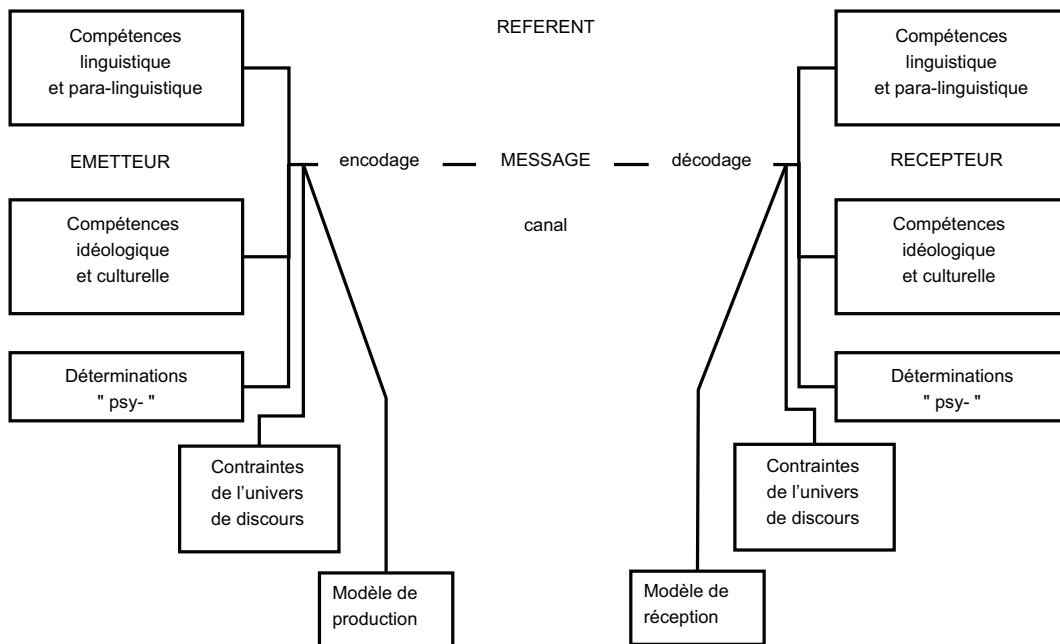 Compétences
linguistique
et para-linguistique
REFERENT
Compétences
linguistique
et para-linguistique
EMETTEUR
encodage
MESSAGE
décodage
RECEPTEUR
Compétences
idéologique
et culturelle
canal
Compétences
idéologique
et culturelle
Déterminations
" psy- "
Déterminations
" psy- "
Contraintes
de l'univers
de discours
Contraintes
de l'univers
de discours
Modèle de
production
Modèle de
réception